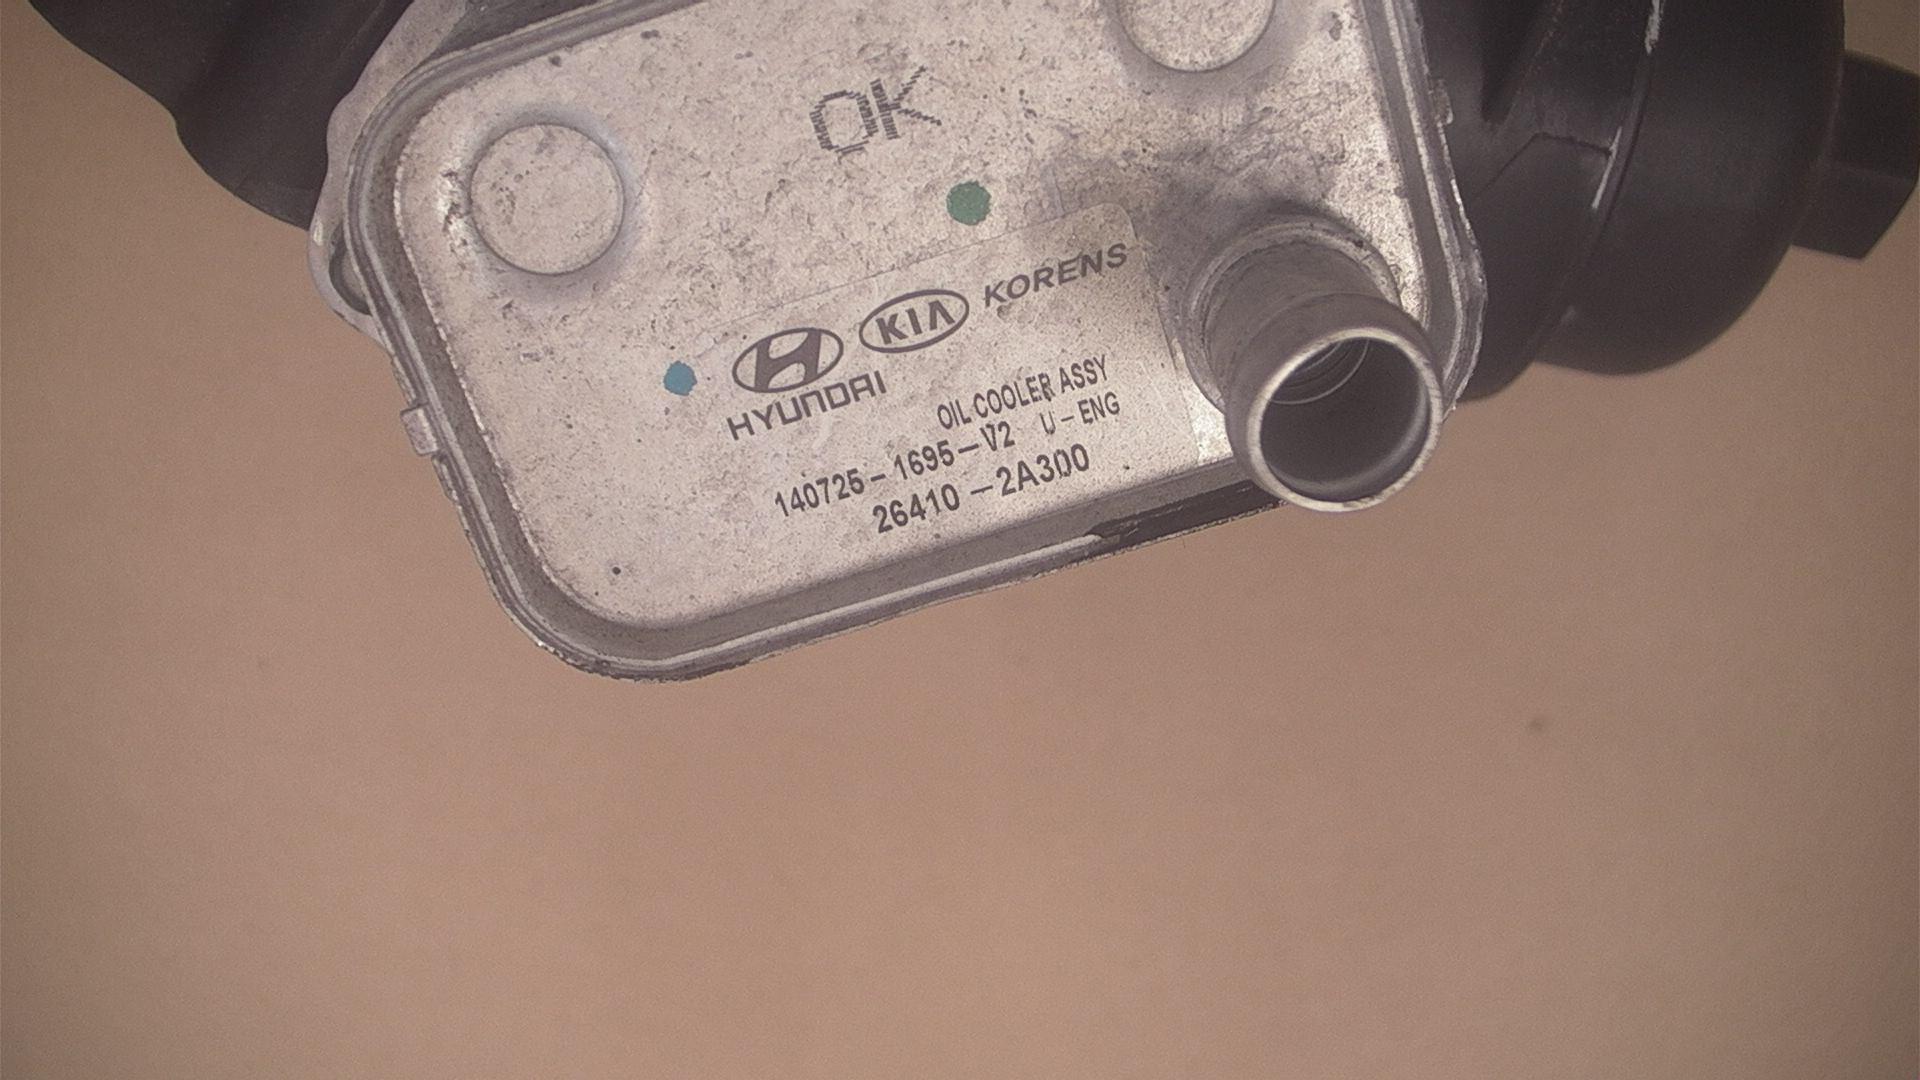 OK
HYUNDAI KIA KORENS
OIL COOLER ASSY
140725-1695-V2 U-ENG
26410-2A300